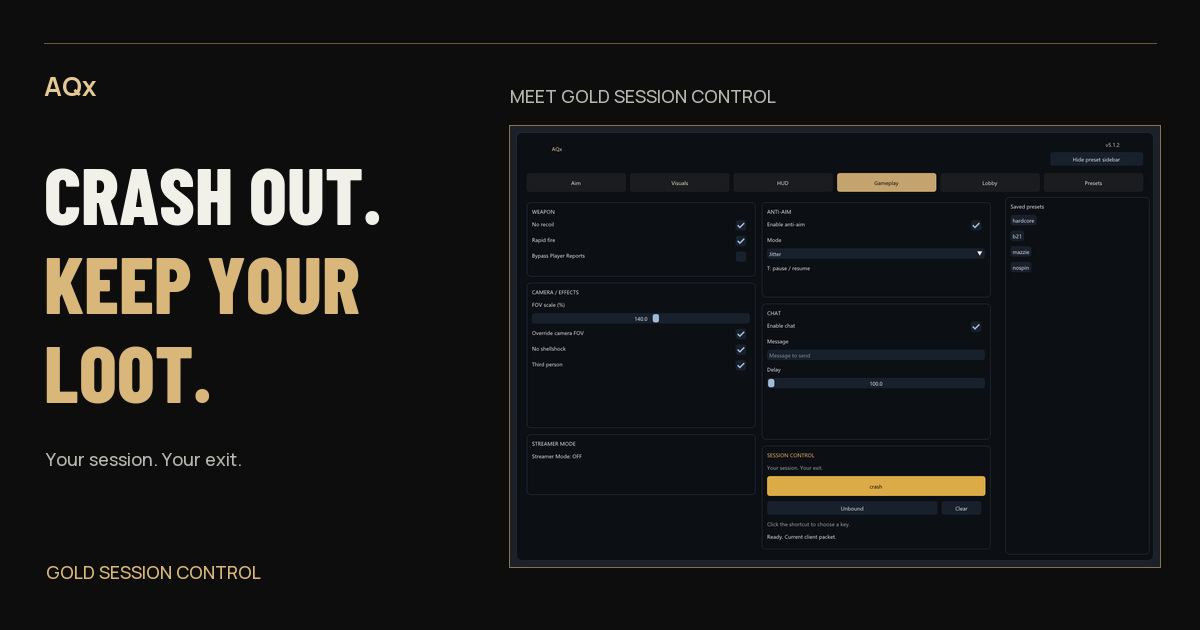 AQx
CRASH OUT.
KEEP YOUR
LOOT.
Your session. Your exit.
GOLD SESSION CONTROL
MEET GOLD SESSION CONTROL
AQx
v5.1.2
Hide preset sidebar
Aim
Visuals
HUD
Gameplay
Lobby
Presets
WEAPON
No recoil
Rapid fire
Bypass Player Reports
CAMERA / EFFECTS
FOV scale (%)
140.0
Override camera FOV
No shellshock
Third person
STREAMER MODE
Streamer Mode: OFF
ANTI-AIM
Enable anti-aim
Mode
Jitter
T: pause / resume
CHAT
Enable chat
Message
Message to send
Delay
100.0
SESSION CONTROL
Your session. Your exit.
crash
Unbound
Clear
Click the shortcut to choose a key.
Ready. Current client packet.
Saved presets
hardcore
b21
mazzie
nospin